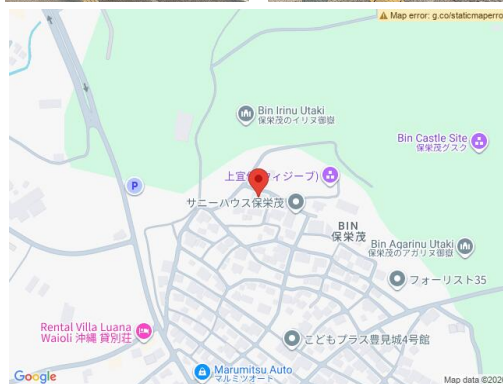 Map error: g.co/staticmaperro
Bin Irinu Utaki
保栄茂のイリヌ御嶽
Bin Castle Site
保栄茂グスク
P
サニーハウス保栄茂
BIN
保栄茂
Bin Agarinu Utaki
保栄茂のアガリヌ御嶽
フォーリスト35
Rental Villa Luana
Waioli 沖縄 貸別荘
こどもプラス豊見城4号館
Marumitsu Auto
マルミツオート
Google
Map data ©202